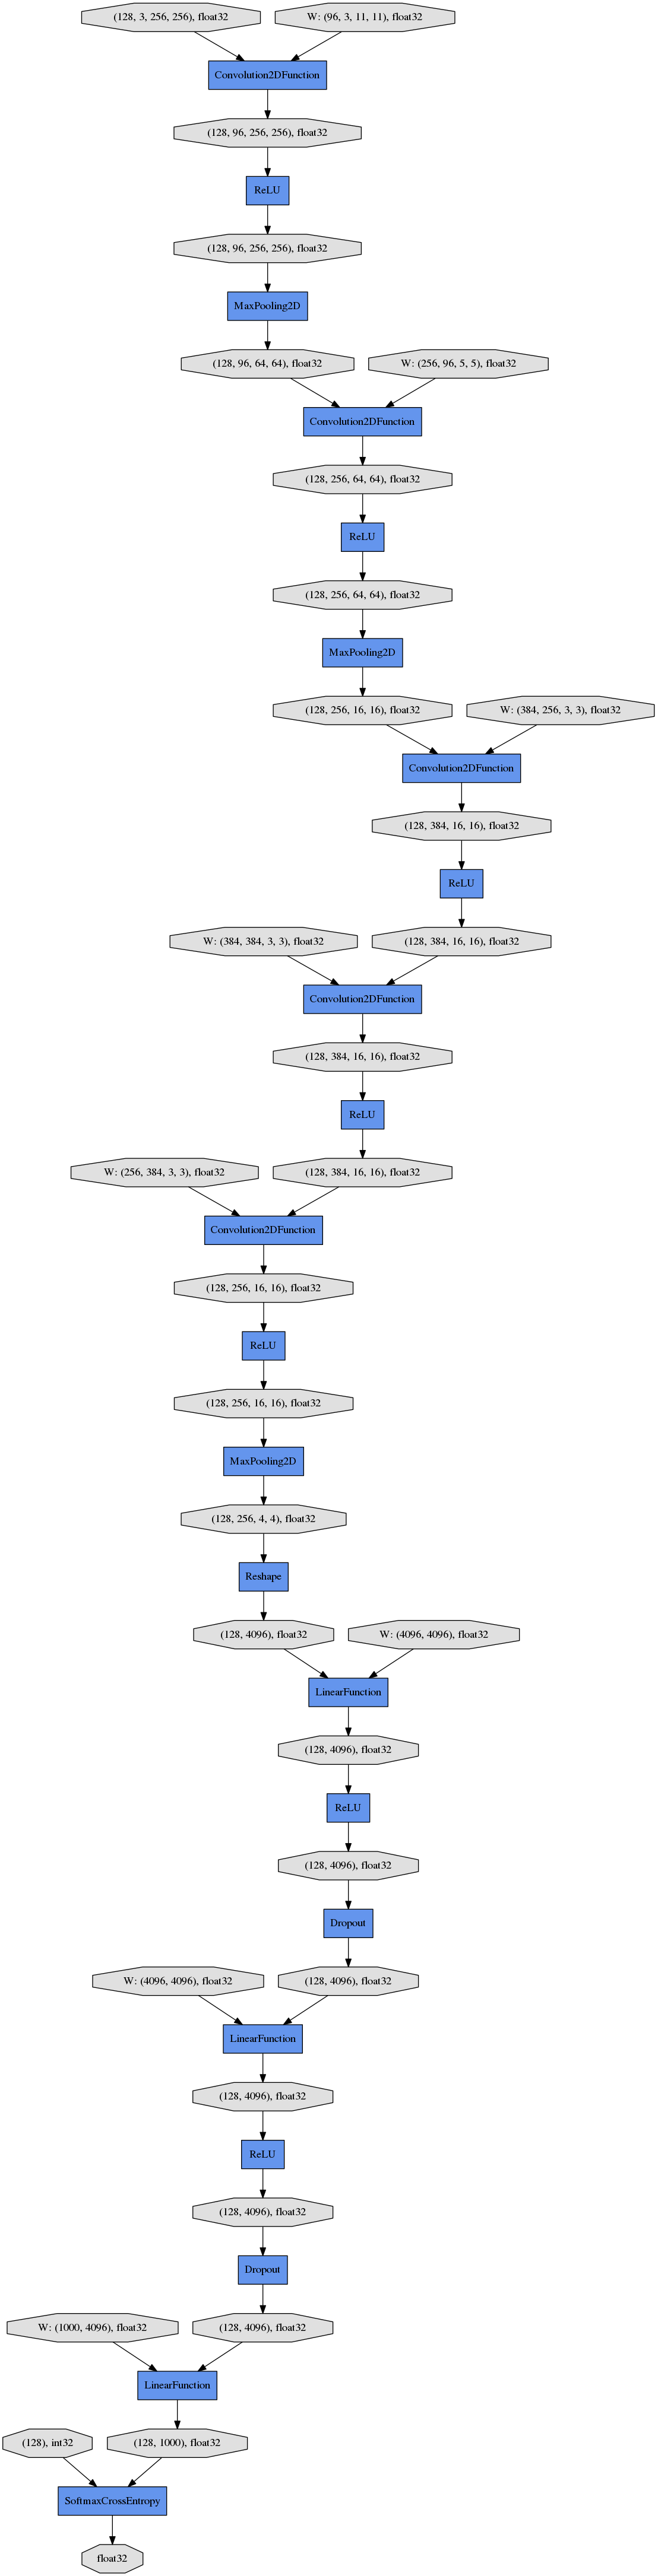 (128, 3, 256, 256), float32
W: (96, 3, 11, 11), float32
Convolution2DFunction
(128, 96, 256, 256), float32
ReLU
(128, 96, 256, 256), float32
MaxPooling2D
(128, 96, 64, 64), float32
W: (256, 96, 5, 5), float32
Convolution2DFunction
(128, 256, 64, 64), float32
ReLU
(128, 256, 64, 64), float32
MaxPooling2D
(128, 256, 16, 16), float32
W: (384, 256, 3, 3), float32
Convolution2DFunction
(128, 384, 16, 16), float32
ReLU
W: (384, 384, 3, 3), float32
(128, 384, 16, 16), float32
Convolution2DFunction
(128, 384, 16, 16), float32
ReLU
W: (256, 384, 3, 3), float32
(128, 384, 16, 16), float32
Convolution2DFunction
(128, 256, 16, 16), float32
ReLU
(128, 256, 16, 16), float32
MaxPooling2D
(128, 256, 4, 4), float32
Reshape
(128, 4096), float32
W: (4096, 4096), float32
LinearFunction
(128, 4096), float32
ReLU
(128, 4096), float32
Dropout
W: (4096, 4096), float32
(128, 4096), float32
LinearFunction
(128, 4096), float32
ReLU
(128, 4096), float32
Dropout
W: (1000, 4096), float32
(128, 4096), float32
LinearFunction
(128), int32
(128, 1000), float32
SoftmaxCrossEntropy
float32